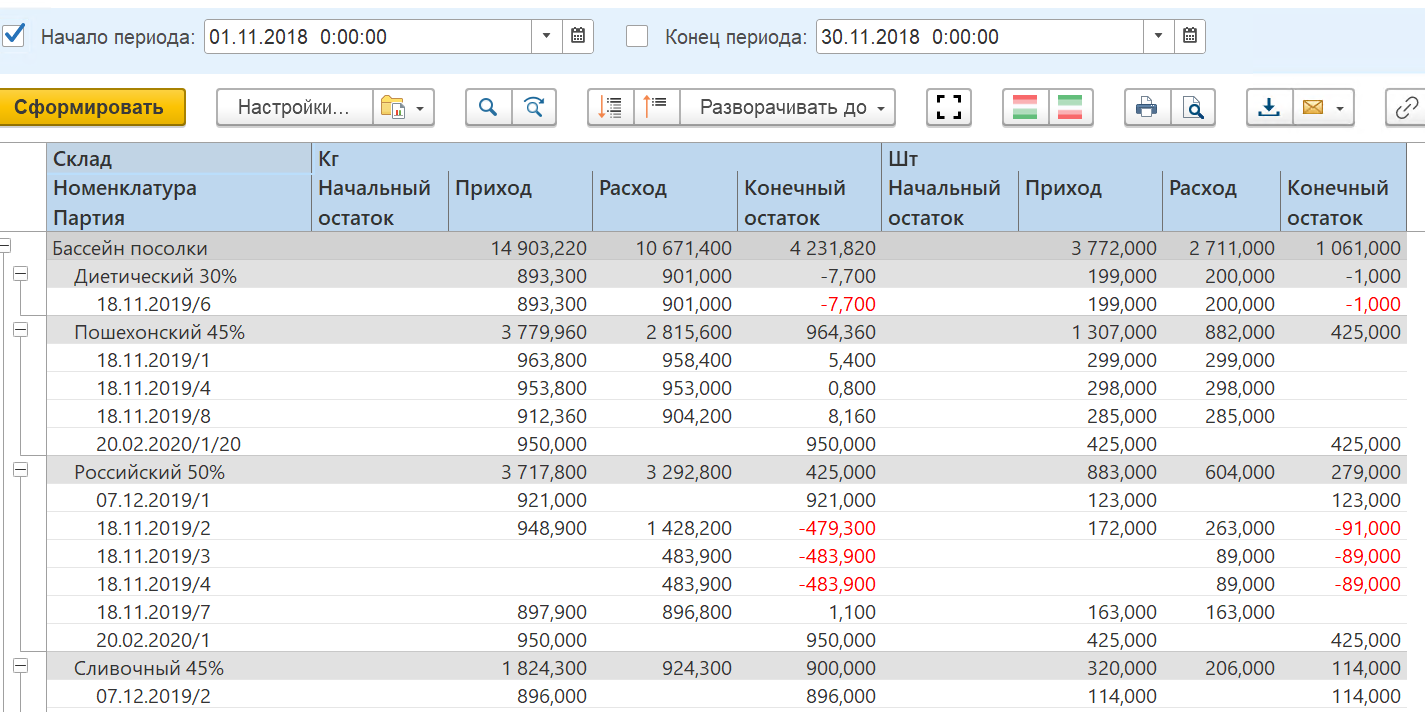 Начало периода: 01.11.2018 0:00:00 Конец периода: 30.11.2018 0:00:00
Сформировать Настройки... Разворачивать до
Склад Кг Шт
Номенклатура Начальный Приход Расход Конечный Начальный Приход Расход Конечный
Партия остаток остаток остаток остаток
Бассейн посолки 14 903,220 10 671,400 4 231,820 3 772,000 2 711,000 1 061,000
Диетический 30% 893,300 901,000 -7,700 199,000 200,000 -1,000
18.11.2019/6 893,300 901,000 -7,700 199,000 200,000 -1,000
Пошехонский 45% 3 779,960 2 815,600 964,360 1 307,000 882,000 425,000
18.11.2019/1 963,800 958,400 5,400 299,000 299,000
18.11.2019/4 953,800 953,000 0,800 298,000 298,000
18.11.2019/8 912,360 904,200 8,160 285,000 285,000
20.02.2020/1/20 950,000 950,000 425,000 425,000
Российский 50% 3 717,800 3 292,800 425,000 883,000 604,000 279,000
07.12.2019/1 921,000 921,000 123,000 123,000
18.11.2019/2 948,900 1 428,200 -479,300 172,000 263,000 -91,000
18.11.2019/3 483,900 -483,900 89,000 -89,000
18.11.2019/4 483,900 -483,900 89,000 -89,000
18.11.2019/7 897,900 896,800 1,100 163,000 163,000
20.02.2020/1 950,000 950,000 425,000 425,000
Сливочный 45% 1 824,300 924,300 900,000 320,000 206,000 114,000
07.12.2019/2 896,000 896,000 114,000 114,000